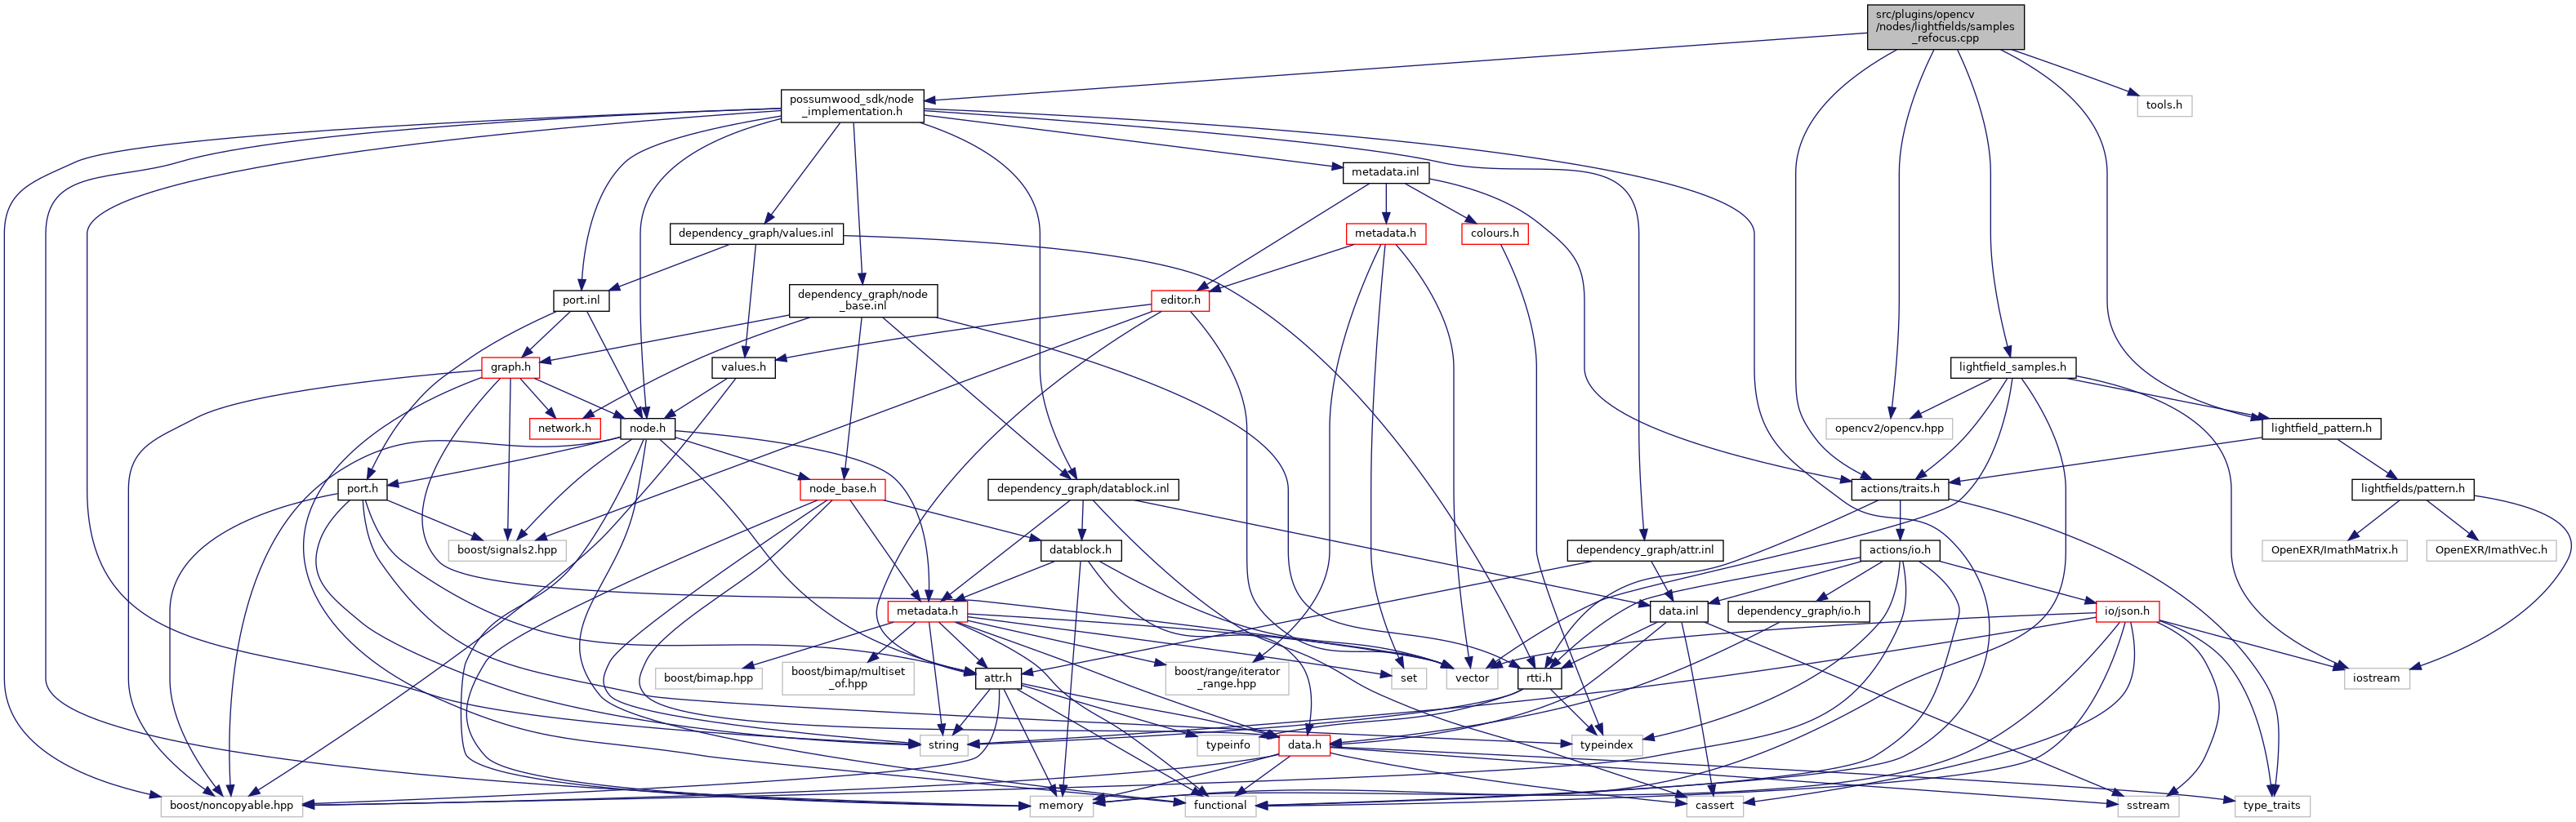 src/plugins/opencv
/nodes/lightfields/samples
_refocus.cpp
possumwood_sdk/node
_implementation.h
tools.h
metadata.inl
dependency_graph/values.inl
metadata.h
colours.h
port.inl
dependency_graph/node
_base.inl
editor.h
graph.h
values.h
lightfield_samples.h
network.h
node.h
opencv2/opencv.hpp
lightfield_pattern.h
port.h
node_base.h
dependency_graph/datablock.inl
actions/traits.h
lightfields/pattern.h
boost/signals2.hpp
datablock.h
dependency_graph/attr.inl
actions/io.h
OpenEXR/ImathMatrix.h
OpenEXR/ImathVec.h
metadata.h
data.inl
dependency_graph/io.h
io/json.h
boost/bimap.hpp
boost/bimap/multiset
_of.hpp
attr.h
boost/range/iterator
_range.hpp
set
vector
rtti.h
iostream
string
typeinfo
data.h
typeindex
boost/noncopyable.hpp
memory
functional
cassert
sstream
type_traits